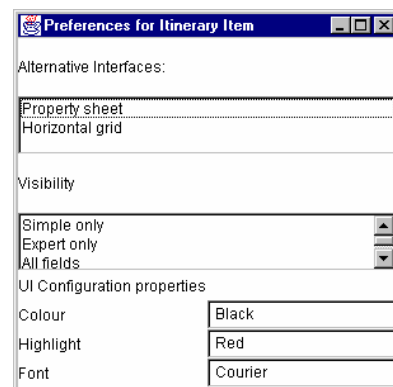 Preferences for Itinerary Item
Alternative Interfaces:
Property sheet
Horizontal grid
Visibility
Simple only
Expert only
All fields
UI Configuration properties
Colour Black
Highlight Red
Font Courier